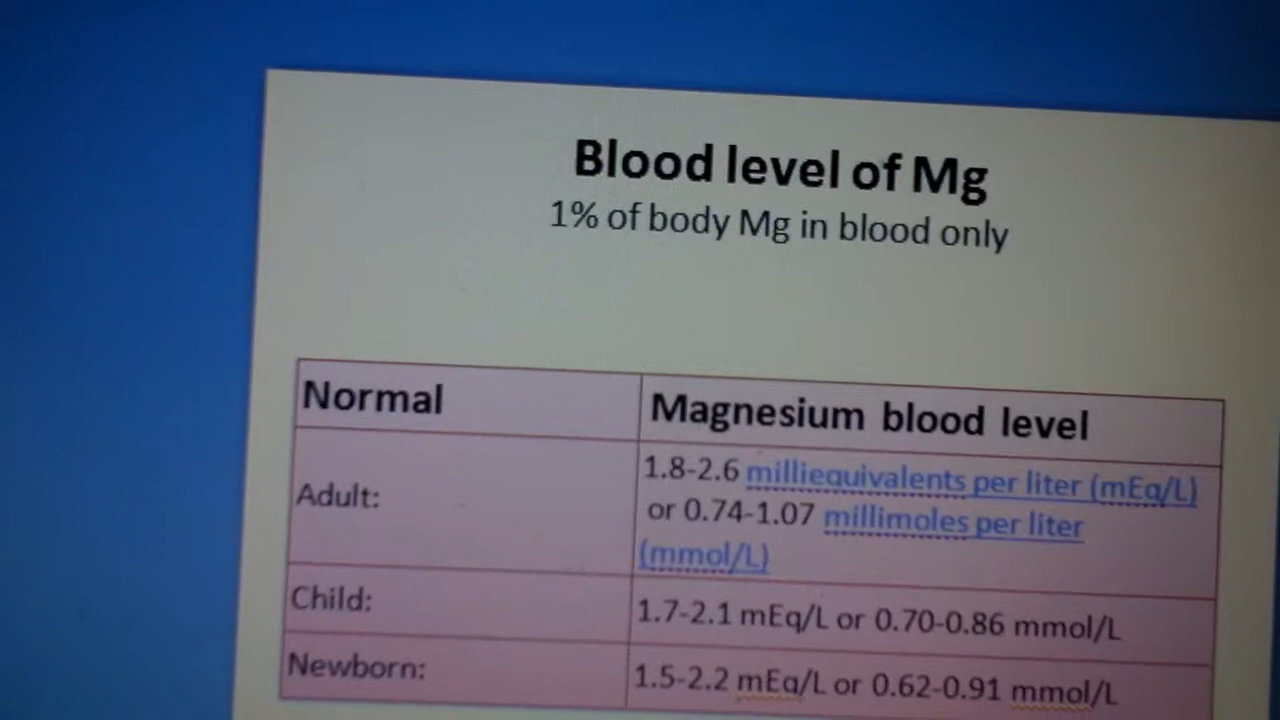 Blood level of Mg
1% of body Mg in blood only
Normal
Magnesium blood level
Adult:
1.8-2.6 milliequivalents per liter (mEq/L)
or 0.74-1.07 millimoles per liter
(mmol/L)
Child:
1.7-2.1 mEq/L or 0.70-0.86 mmol/L
Newborn:
1.5-2.2 mEq/L or 0.62-0.91 mmol/L